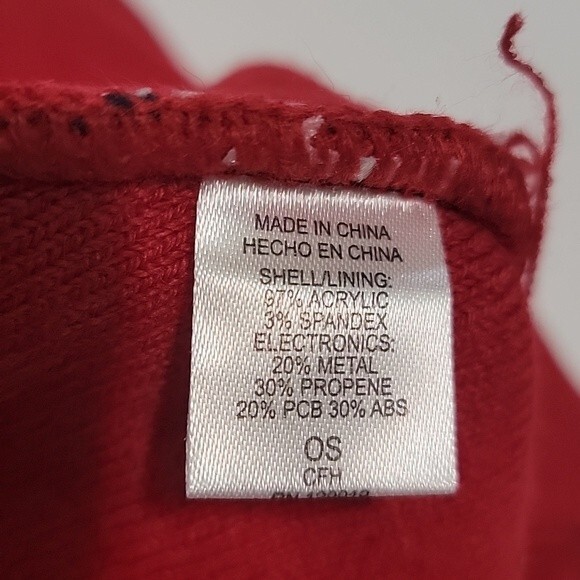 MADE IN CHINA
HECHO EN CHINA
SHELL/LINING:
97% ACRYLIC
3% SPANDEX
ELECTRONICS:
20% METAL
30% PROPENE
20% PCB 30% ABS
OS
CFH
RN